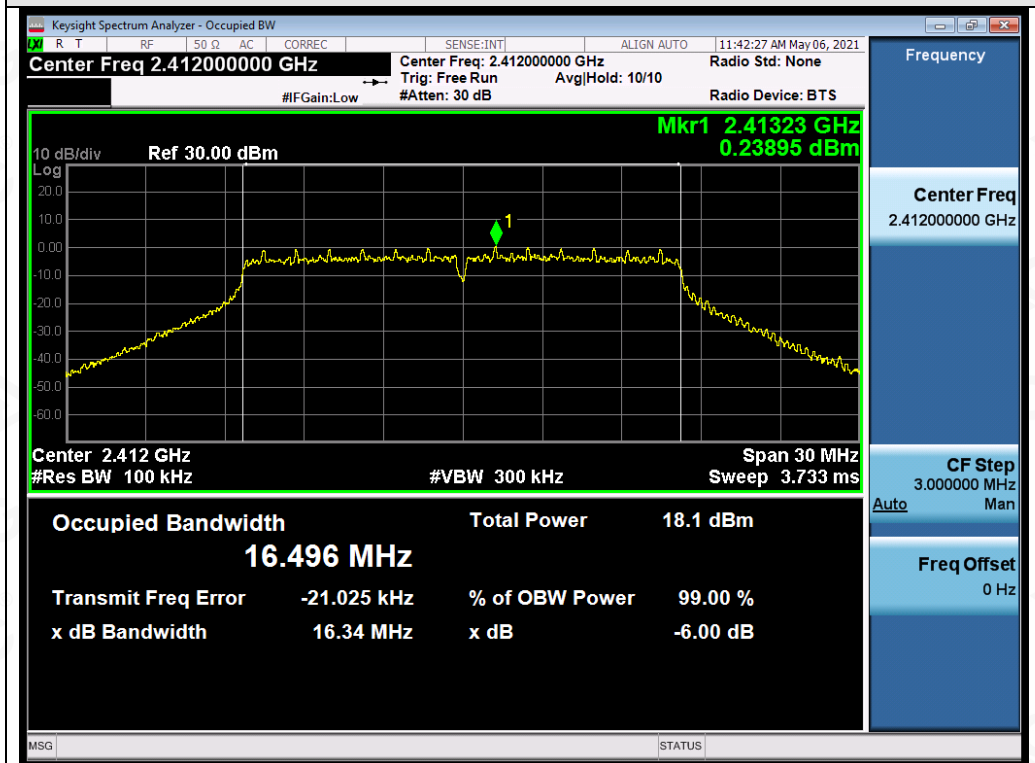 Keysight Spectrum Analyzer - Occupied BW
LXI R T RF 50 Ω AC CORREC SENSE:INT ALIGN AUTO 11:42:27 AM May 06, 2021
Center Freq 2.412000000 GHz
Center Freq: 2.412000000 GHz
Radio Std: None
Trig: Free Run Avg|Hold: 10/10
#IFGain:Low
#Atten: 30 dB
Radio Device: BTS
Frequency
Mkr1 2.41323 GHz
0.23895 dBm
10 dB/div Ref 30.00 dBm
Log
20.0
10.0
0.00
-10.0
-20.0
-30.0
-40.0
-50.0
-60.0
1
Center 2.412 GHz Span 30 MHz
#Res BW 100 kHz #VBW 300 kHz Sweep 3.733 ms
Occupied Bandwidth Total Power 18.1 dBm
16.496 MHz
Transmit Freq Error -21.025 kHz % of OBW Power 99.00 %
x dB Bandwidth 16.34 MHz x dB -6.00 dB
Center Freq
2.412000000 GHz
CF Step
3.000000 MHz
Auto Man
Freq Offset
0 Hz
MSG STATUS